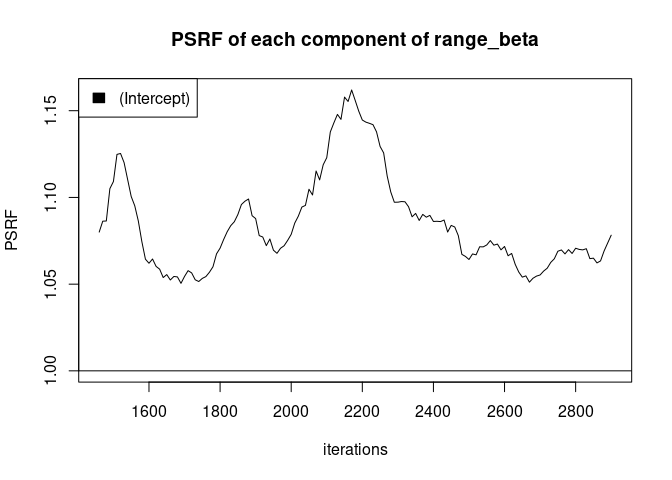 PSRF of each component of range_beta
(Intercept)
PSRF
1.15
1.10
1.05
1.00
1600 1800 2000 2200 2400 2600 2800
iterations